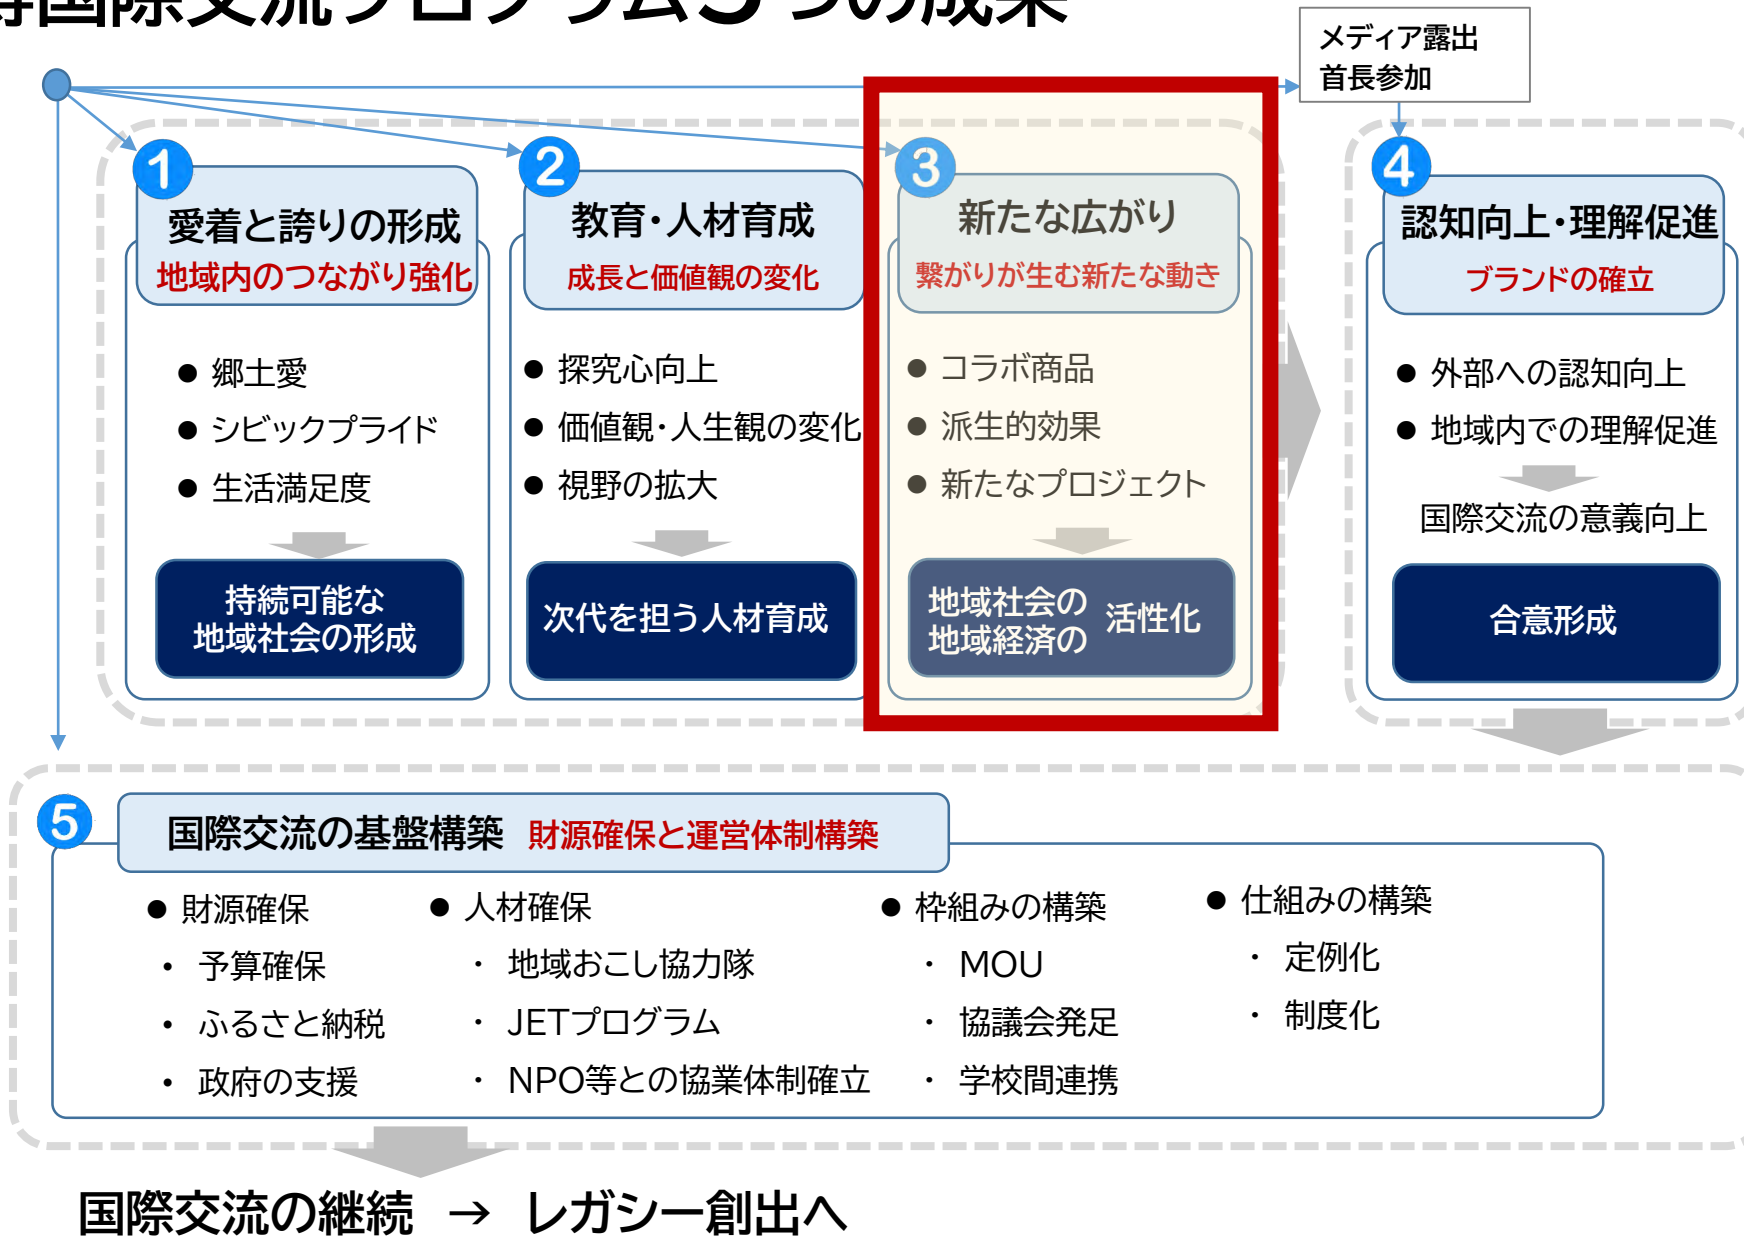 国際交流プログラム5つの成果
メディア露出
首長参加
1
愛着と誇りの形成
地域内のつながり強化
● 郷土愛
● シビックプライド
● 生活満足度
持続可能な
地域社会の形成
2
教育・人材育成
成長と価値観の変化
● 探究心向上
● 価値観・人生観の変化
● 視野の拡大
次代を担う人材育成
3
新たな広がり
繋がりが生む新たな動き
● コラボ商品
● 派生的効果
● 新たなプロジェクト
地域社会の
地域経済の 活性化
4
認知向上・理解促進
ブランドの確立
● 外部への認知向上
● 地域内での理解促進
国際交流の意義向上
合意形成
5
国際交流の基盤構築 財源確保と運営体制構築
● 財源確保
・ 予算確保
・ ふるさと納税
・ 政府の支援
● 人材確保
・ 地域おこし協力隊
・ JETプログラム
・ NPO等との協業体制確立
● 枠組みの構築
・ MOU
・ 協議会発足
・ 学校間連携
● 仕組みの構築
・ 定例化
・ 制度化
国際交流の継続 → レガシー創出へ